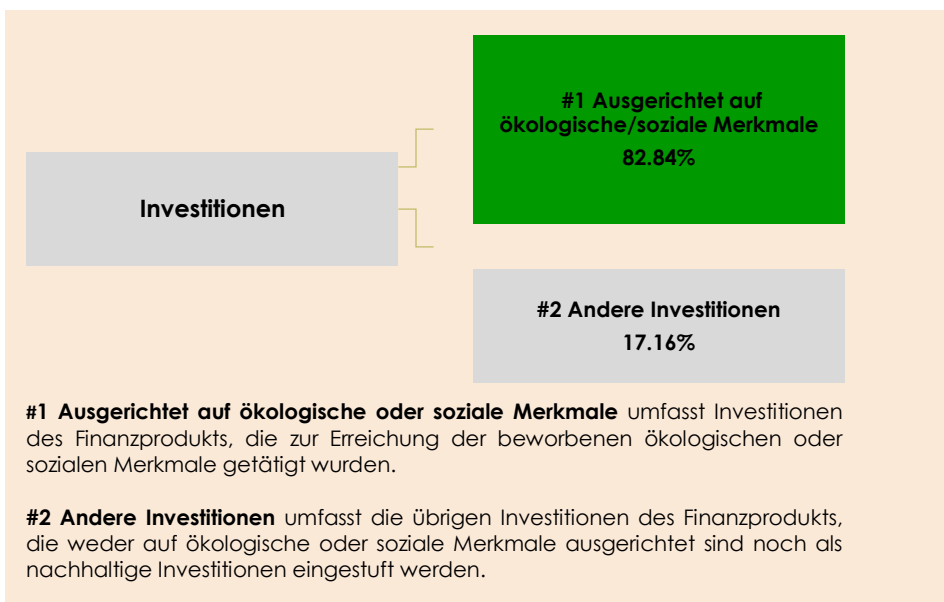 #1 Ausgerichtet auf
ökologische/soziale Merkmale
82.84%
Investitionen
#2 Andere Investitionen
17.16%
#1 Ausgerichtet auf ökologische oder soziale Merkmale umfasst Investitionen
des Finanzprodukts, die zur Erreichung der beworbenen ökologischen oder
sozialen Merkmale getätigt wurden.
#2 Andere Investitionen umfasst die übrigen Investitionen des Finanzprodukts,
die weder auf ökologische oder soziale Merkmale ausgerichtet sind noch als
nachhaltige Investitionen eingestuft werden.